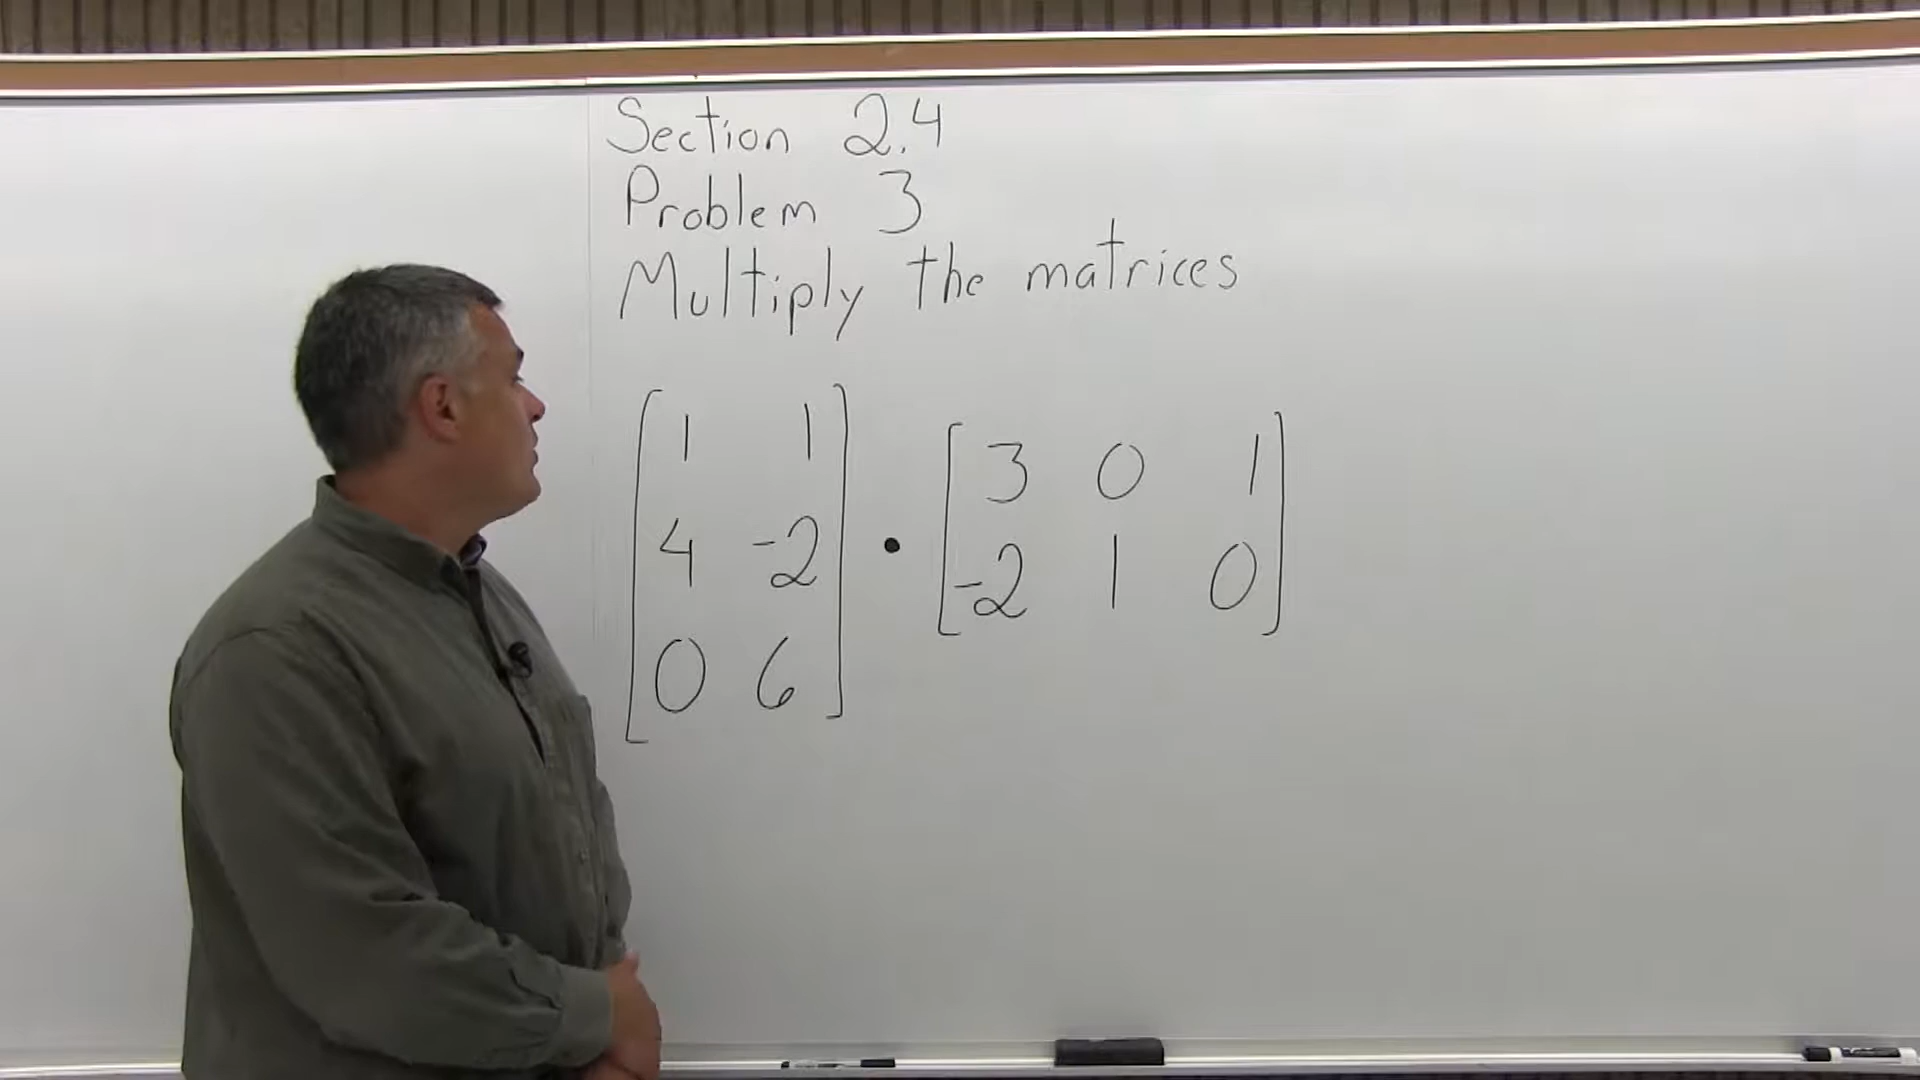 Section 2.4
Problem 3
Multiply the matrices
1 1
4 -2
0 6
•
3 0 1
-2 1 0